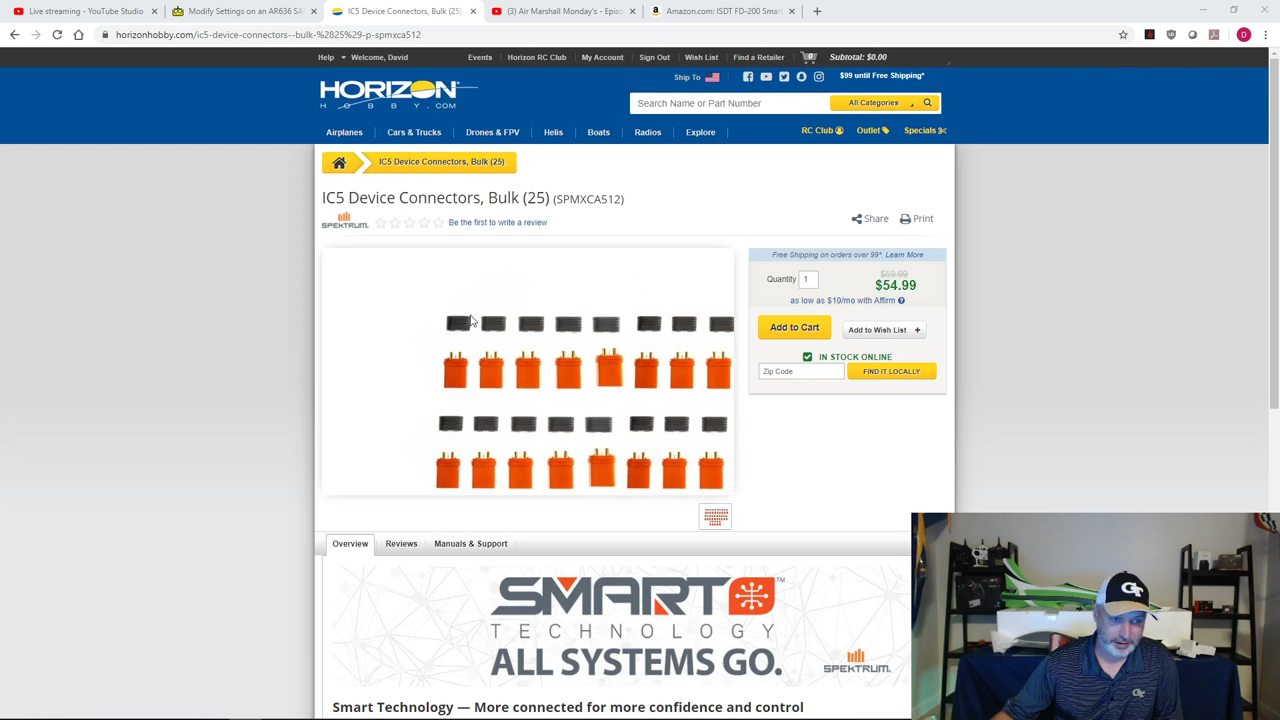 Live streaming - YouTube Studio
Modify Settings on an AR636 SA
IC5 Device Connectors, Bulk (25)
(3) Air Marshall Monday's - Epis
Amazon.com: ISDT FD-200 Smar
horizonhobby.com/ic5-device-connectors--bulk-%2825%29-p-spmxca512
D
Help
Welcome, David
Events
Horizon RC Club
My Account
Sign Out
Wish List
Find a Retailer
0
Subtotal: $0.00
HORIZON
HOBBY.COM
Ship To
$99 until Free Shipping*
Search Name or Part Number
All Categories
Airplanes
Cars & Trucks
Drones & FPV
Helis
Boats
Radios
Explore
RC Club
Outlet
Specials
IC5 Device Connectors, Bulk (25)
IC5 Device Connectors, Bulk (25) (SPMXCA512)
SPEKTRUM
Be the first to write a review
Share
Print
Free Shipping on orders over 99*. Learn More
Quantity
1
$59.99
$54.99
as low as $10/mo with Affirm
Add to Cart
Add to Wish List +
IN STOCK ONLINE
Zip Code
FIND IT LOCALLY
Overview
Reviews
Manuals & Support
SMART™
TECHNOLOGY
ALL SYSTEMS GO.
SPEKTRUM
Smart Technology — More connected for more confidence and control
GT
GT